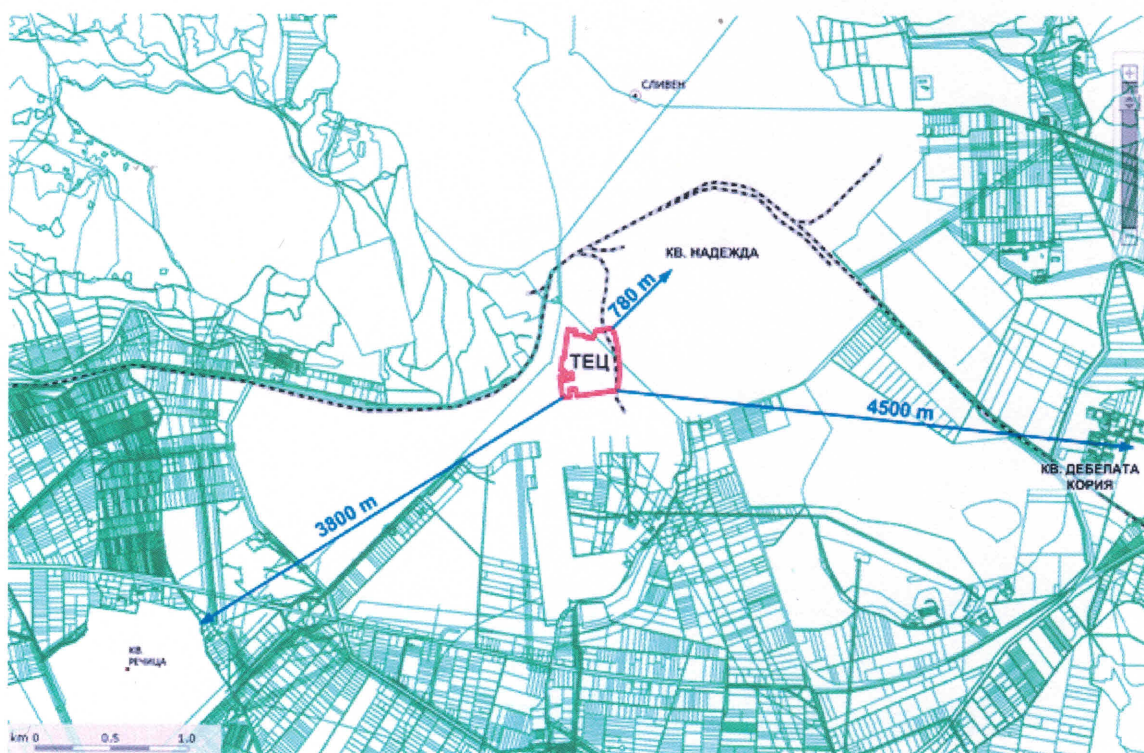 СЛИВЕН
КВ. НАДЕЖДА
780 m
ТЕЦ
4500 m
КВ. ДЕБЕЛАТА
КОРИЯ
3800 m
КВ.
РЕЧИЦА
km 0 0.5 1.0